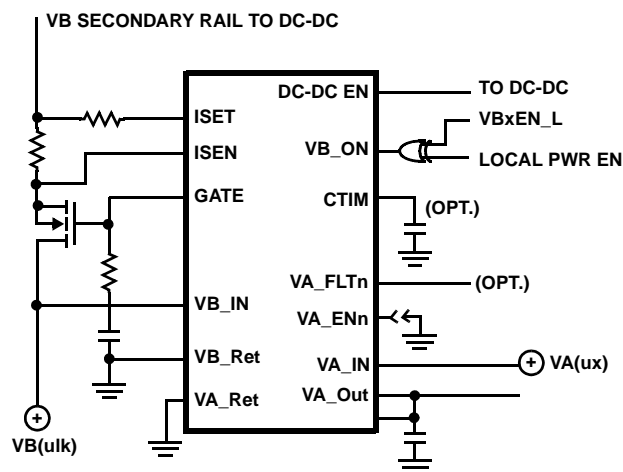 VB SECONDARY RAIL TO DC-DC
DC-DC EN
TO DC-DC
ISET
VBxEN_L
ISEN
VB_ON
LOCAL PWR EN
GATE
CTIM
(OPT.)
VA_FLTn
(OPT.)
VB_IN
VA_ENn
VB_Ret
VA_IN
VA(ux)
VA_Ret
VA_Out
VB(ulk)